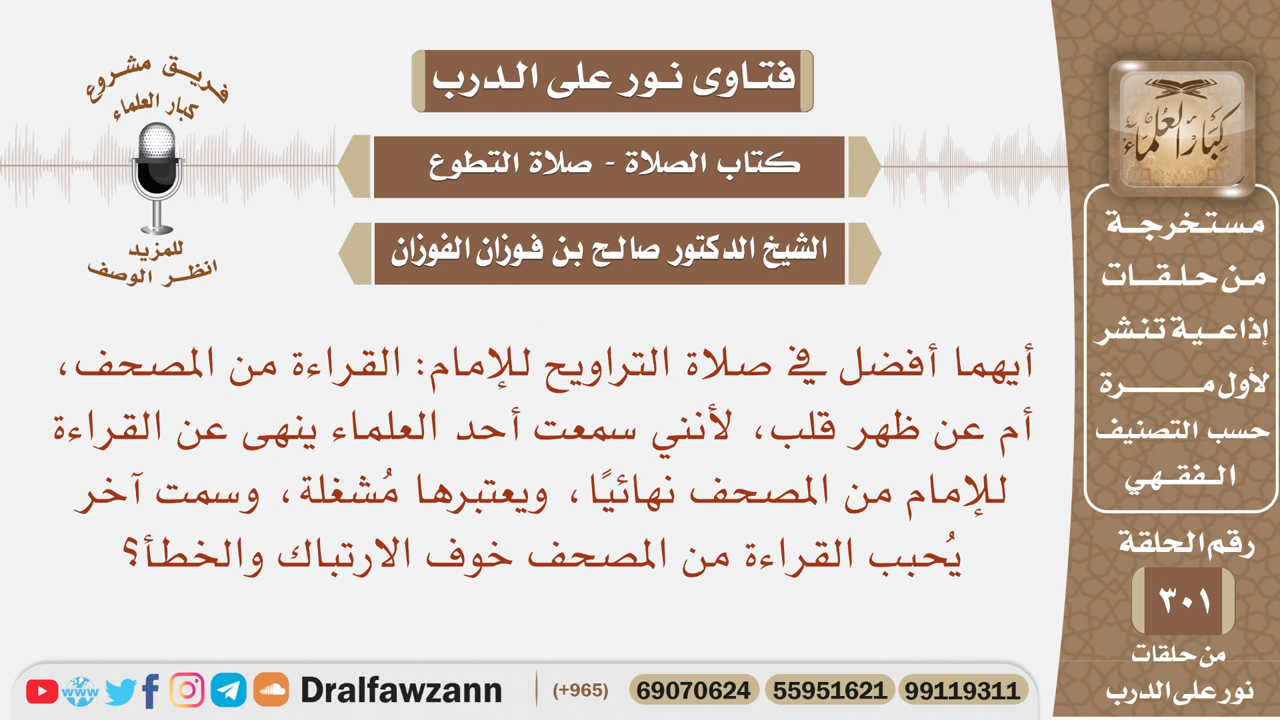 فتاوى نور على الدرب
كتاب الصلاة - صلاة التطوع
الشيخ الدكتور صالح بن فوزان الفوزان
فريق مشروع
كبار العلماء
للمزيد
انظر الوصف
أيهما أفضل في صلاة التراويح للإمام: القراءة من المصحف،
أم عن ظهر قلب، لأنني سمعت أحد العلماء ينهى عن القراءة
للإمام من المصحف نهائيًا، ويعتبرها مُشغلة، وسمت آخر
يُحبب القراءة من المصحف خوف الارتباك والخطأ؟
كِبَار العُلَمَاء
مستخرجة
من حلقات
إذاعية تنشر
لأول مرة
حسب التصنيف
الفقهي
رقم الحلقة
٣٠١
من حلقات
نور على الدرب
www Dralfawzann (+965) 69070624 55951621 99119311